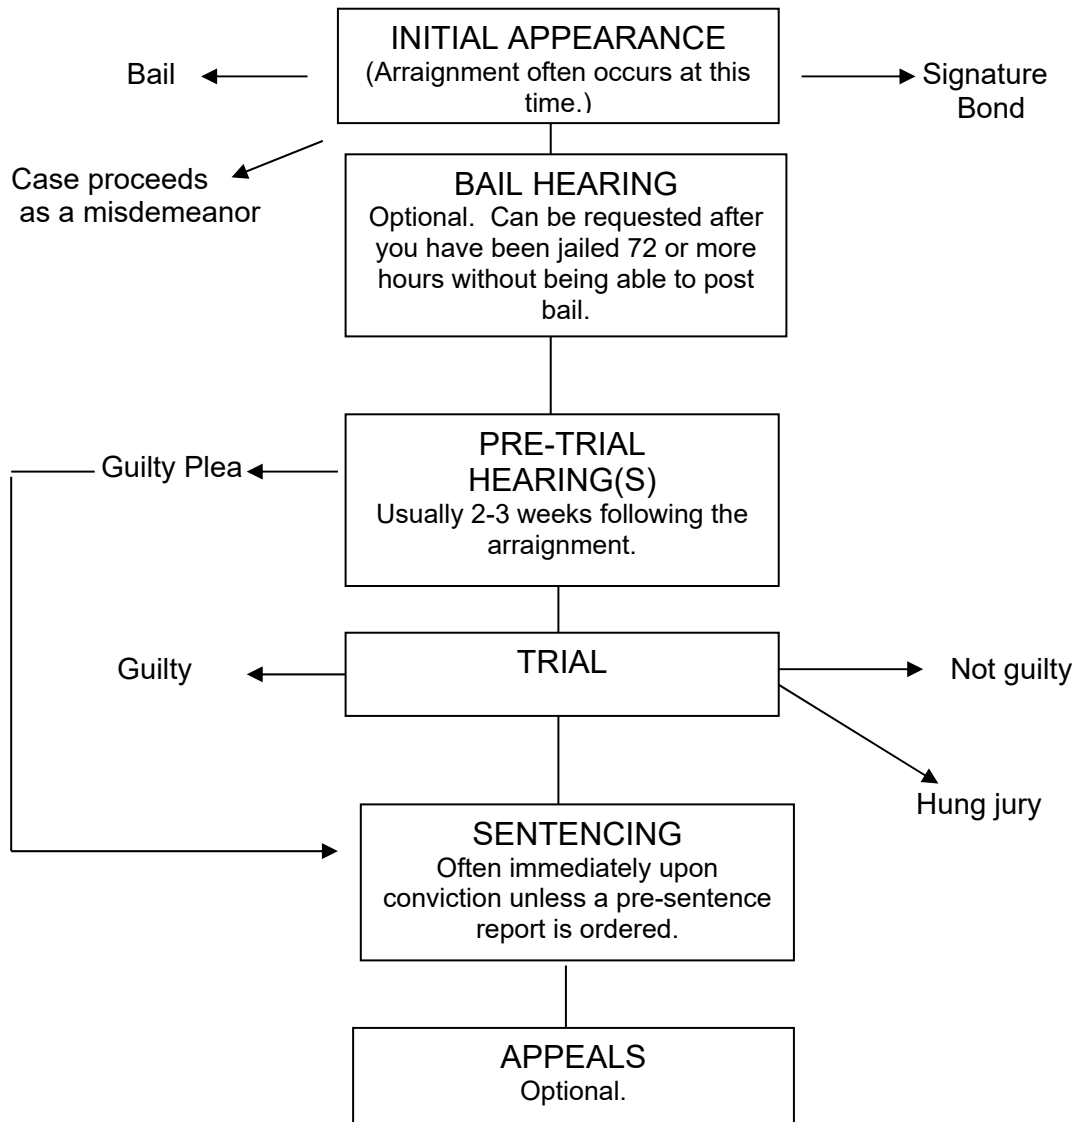 INITIAL APPEARANCE
(Arraignment often occurs at this
time.)
Bail
Signature
Bond
Case proceeds
as a misdemeanor
BAIL HEARING
Optional.  Can be requested after
you have been jailed 72 or more
hours without being able to post
bail.
PRE-TRIAL
HEARING(S)
Usually 2-3 weeks following the
arraignment.
Guilty Plea
TRIAL
Guilty
Not guilty
Hung jury
SENTENCING
Often immediately upon
conviction unless a pre-sentence
report is ordered.
APPEALS
Optional.